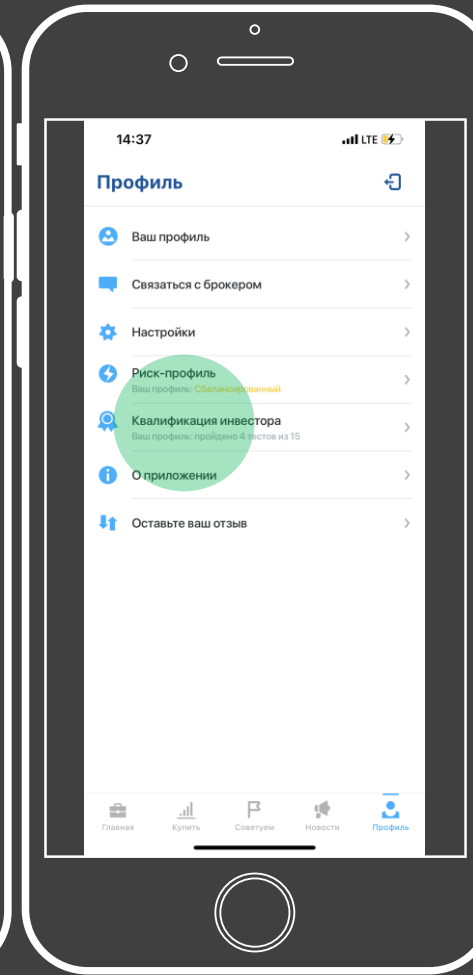 14:37
LTE
Профиль
Ваш профиль
Связаться с брокером
Настройки
Риск-профиль
Ваш профиль: Сбалансированный
Квалификация инвестора
Ваш профиль: пройдено 4 тестов из 15
О приложении
Оставьте ваш отзыв
Главная
Купить
Советуем
Новости
Профиль